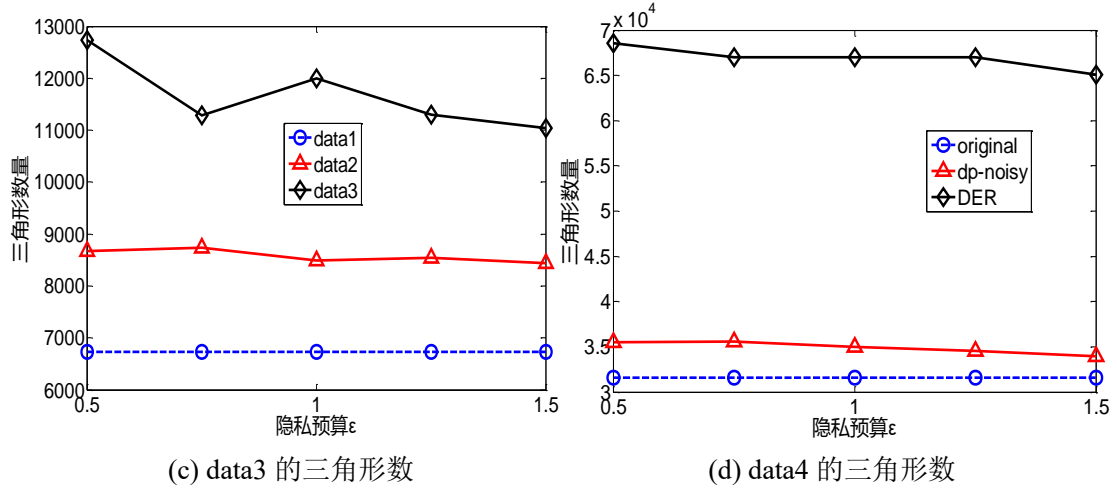 13000
12000
11000
10000
9000
8000
7000
6000
三角形数量
data1
data2
data3
0.5
1
1.5
隐私预算ε
(c) data3 的三角形数
7 x 10^4
6.5
6
5.5
5
4.5
4
3.5
3
三角形数量
original
dp-noisy
DER
0.5
1
1.5
隐私预算ε
(d) data4 的三角形数